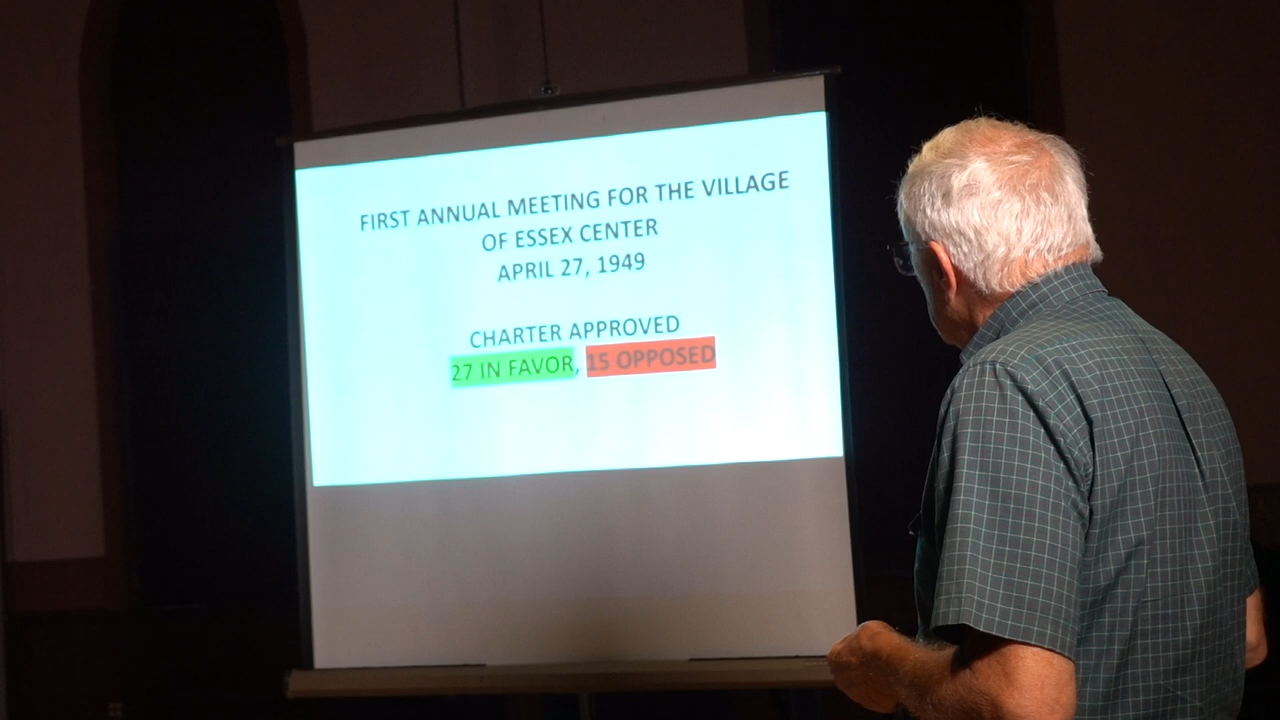 FIRST ANNUAL MEETING FOR THE VILLAGE
OF ESSEX CENTER
APRIL 27, 1949
CHARTER APPROVED
27 IN FAVOR, 15 OPPOSED